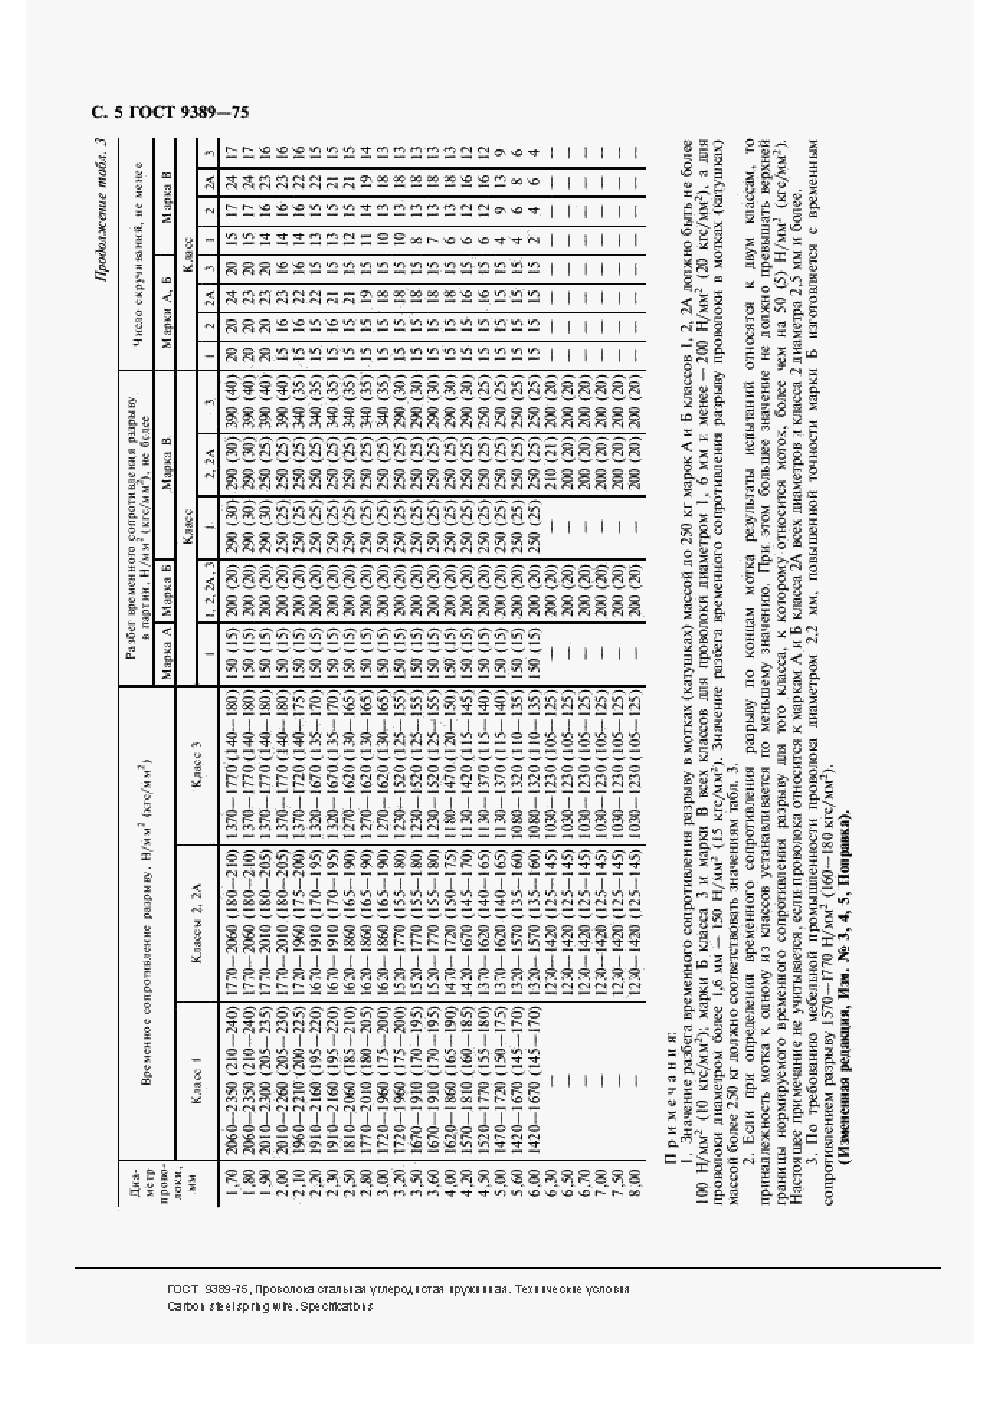 С. 5 ГОСТ 9389—75
Продолжение табл. 3
Диаметр проволоки, мм
Временное сопротивление разрыву, Н/мм² (кгс/мм²)
Разбег временного сопротивления разрыву в партии, Н/мм² (кгс/мм²), не более
Число скручиваний, не менее
Марка А Марка Б Марка В Марки А, Б Марка В
Класс 1 Классы 2, 2А Класс 3 Класс Класс
1 1, 2, 2А, 3 1 2, 2А 3 1 2 2А 3 1 2 2А 3
1,70 2060—2350 (210—240) 1770—2060 (180—210) 1370—1770 (140—180) 150 (15) 200 (20) 290 (30) 290 (30) 390 (40) 20 20 24 20 15 17 24 17
1,80 2060—2350 (210—240) 1770—2060 (180—210) 1370—1770 (140—180) 150 (15) 200 (20) 290 (30) 290 (30) 390 (40) 20 20 23 20 15 17 24 17
1,90 2010—2300 (205—235) 1770—2010 (180—205) 1370—1770 (140—180) 150 (15) 200 (20) 290 (30) 250 (25) 390 (40) 20 20 23 20 14 16 23 16
2,00 2010—2260 (205—230) 1770—2010 (180—205) 1370—1770 (140—180) 150 (15) 200 (20) 250 (25) 250 (25) 390 (40) 15 16 23 16 14 16 23 16
2,10 1960—2210 (200—225) 1720—1960 (175—200) 1370—1720 (140—175) 150 (15) 200 (20) 250 (25) 250 (25) 340 (35) 15 16 22 16 14 16 22 16
2,20 1910—2160 (195—220) 1670—1910 (170—195) 1320—1670 (135—170) 150 (15) 200 (20) 250 (25) 250 (25) 340 (35) 15 15 22 15 13 15 22 15
2,30 1910—2160 (195—220) 1670—1910 (170—195) 1320—1670 (135—170) 150 (15) 200 (20) 250 (25) 250 (25) 340 (35) 15 16 21 15 13 15 21 15
2,50 1810—2060 (185—210) 1620—1860 (165—190) 1270—1620 (130—165) 150 (15) 200 (20) 250 (25) 250 (25) 340 (35) 15 15 21 15 12 15 21 15
2,80 1770—2010 (180—205) 1620—1860 (165—190) 1270—1620 (130—165) 150 (15) 200 (20) 250 (25) 250 (25) 340 (35) 15 15 19 15 11 14 19 14
3,00 1720—1960 (175—200) 1620—1860 (165—190) 1270—1620 (130—165) 150 (15) 200 (20) 250 (25) 250 (25) 340 (35) 15 15 18 15 10 13 18 13
3,20 1720—1960 (175—200) 1520—1770 (155—180) 1230—1520 (125—155) 150 (15) 200 (20) 250 (25) 250 (25) 290 (30) 15 15 18 15 10 13 18 13
3,50 1670—1910 (170—195) 1520—1770 (155—180) 1230—1520 (125—155) 150 (15) 200 (20) 250 (25) 250 (25) 290 (30) 15 15 18 15 8 13 18 13
3,60 1670—1910 (170—195) 1520—1770 (155—180) 1230—1520 (125—155) 150 (15) 200 (20) 250 (25) 250 (25) 290 (30) 15 15 18 15 7 13 18 13
4,00 1620—1860 (165—190) 1470—1720 (150—175) 1180—1470 (120—150) 150 (15) 200 (20) 250 (25) 250 (25) 290 (30) 15 15 18 15 6 13 18 13
4,20 1570—1810 (160—185) 1420—1670 (145—170) 1130—1420 (115—145) 150 (15) 200 (20) 250 (25) 250 (25) 290 (30) 15 15 16 15 6 12 16 12
4,50 1520—1770 (155—180) 1370—1620 (140—165) 1130—1370 (115—140) 150 (15) 200 (20) 250 (25) 250 (25) 250 (25) 15 15 16 15 6 12 16 12
5,00 1470—1720 (150—175) 1370—1620 (140—165) 1130—1370 (115—140) 150 (15) 200 (20) 250 (25) 250 (25) 250 (25) 15 15 15 15 4 9 13 9
5,60 1420—1670 (145—170) 1320—1570 (135—160) 1080—1320 (110—135) 150 (15) 200 (20) 250 (25) 250 (25) 250 (25) 15 15 15 15 4 6 8 6
6,00 1420—1670 (145—170) 1320—1570 (135—160) 1080—1320 (110—135) 150 (15) 200 (20) 250 (25) 250 (25) 250 (25) 15 15 15 15 2 4 6 4
6,30 — 1230—1420 (125—145) 1030—1230 (105—125) — 200 (20) — 210 (21) 200 (20) — — — — — — — —
6,50 — 1230—1420 (125—145) 1030—1230 (105—125) — 200 (20) — 200 (20) 200 (20) — — — — — — — —
6,70 — 1230—1420 (125—145) 1030—1230 (105—125) — 200 (20) — 200 (20) 200 (20) — — — — — — — —
7,00 — 1230—1420 (125—145) 1030—1230 (105—125) — 200 (20) — 200 (20) 200 (20) — — — — — — — —
7,50 — 1230—1420 (125—145) 1030—1230 (105—125) — 200 (20) — 200 (20) 200 (20) — — — — — — — —
8,00 — 1230—1420 (125—145) 1030—1230 (105—125) — 200 (20) — 200 (20) 200 (20) — — — — — — — —
Примечания:
1. Значение разбега временного сопротивления разрыву в мотках (катушках) массой до 250 кг марок А и Б классов 1, 2, 2А должно быть не более
100 Н/мм² (10 кгс/мм²); марки Б класса 3 и марки В всех классов для проволоки диаметром 1, 6 мм и менее — 200 Н/мм² (20 кгс/мм²), а для
проволоки диаметром более 1,6 мм — 150 Н/мм² (15 кгс/мм²). Значение разбега временного сопротивления разрыву проволоки в мотках (катушках)
массой более 250 кг должно соответствовать значениям табл. 3.
2. Если при определении временного сопротивления разрыву по концам мотка результаты испытаний относятся к двум классам, то
принадлежность мотка к одному из классов устанавливается по меньшему значению. При этом большее значение не должно превышать верхней
границы нормируемого временного сопротивления разрыву для того класса, к которому относится моток, более чем на 50 (5) Н/мм² (кгс/мм²).
Настоящее примечание не учитывается, если проволока относится к маркам А и Б класса 2А всех диаметров и класса 2 диаметра 2,5 мм и более.
3. По требованию мебельной промышленности проволока диаметром 2,2 мм, повышенной точности марки Б изготовляется с временным
сопротивлением разрыву 1570—1770 Н/мм² (160—180 кгс/мм²).
(Измененная редакция, Изм. № 3, 4, 5, Поправка).
ГОСТ 9389-75, Проволока стальная углеродистая пружинная. Технические условия
Carbon steel spring wire. Specifications